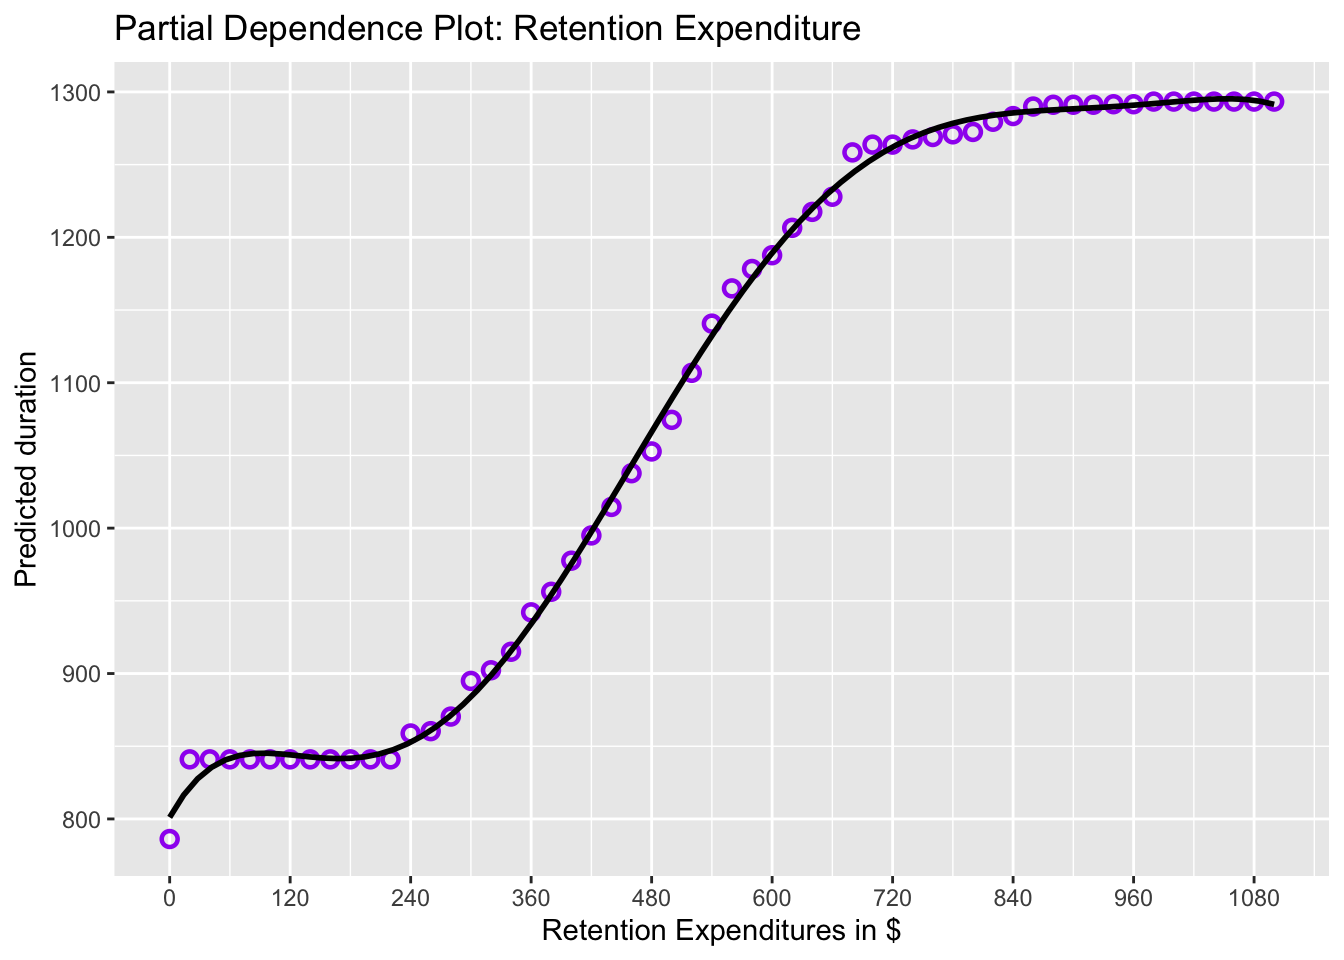 Partial Dependence Plot: Retention Expenditure
1300
1200
1100
1000
900
800
Predicted duration
0 120 240 360 480 600 720 840 960 1080
Retention Expenditures in $